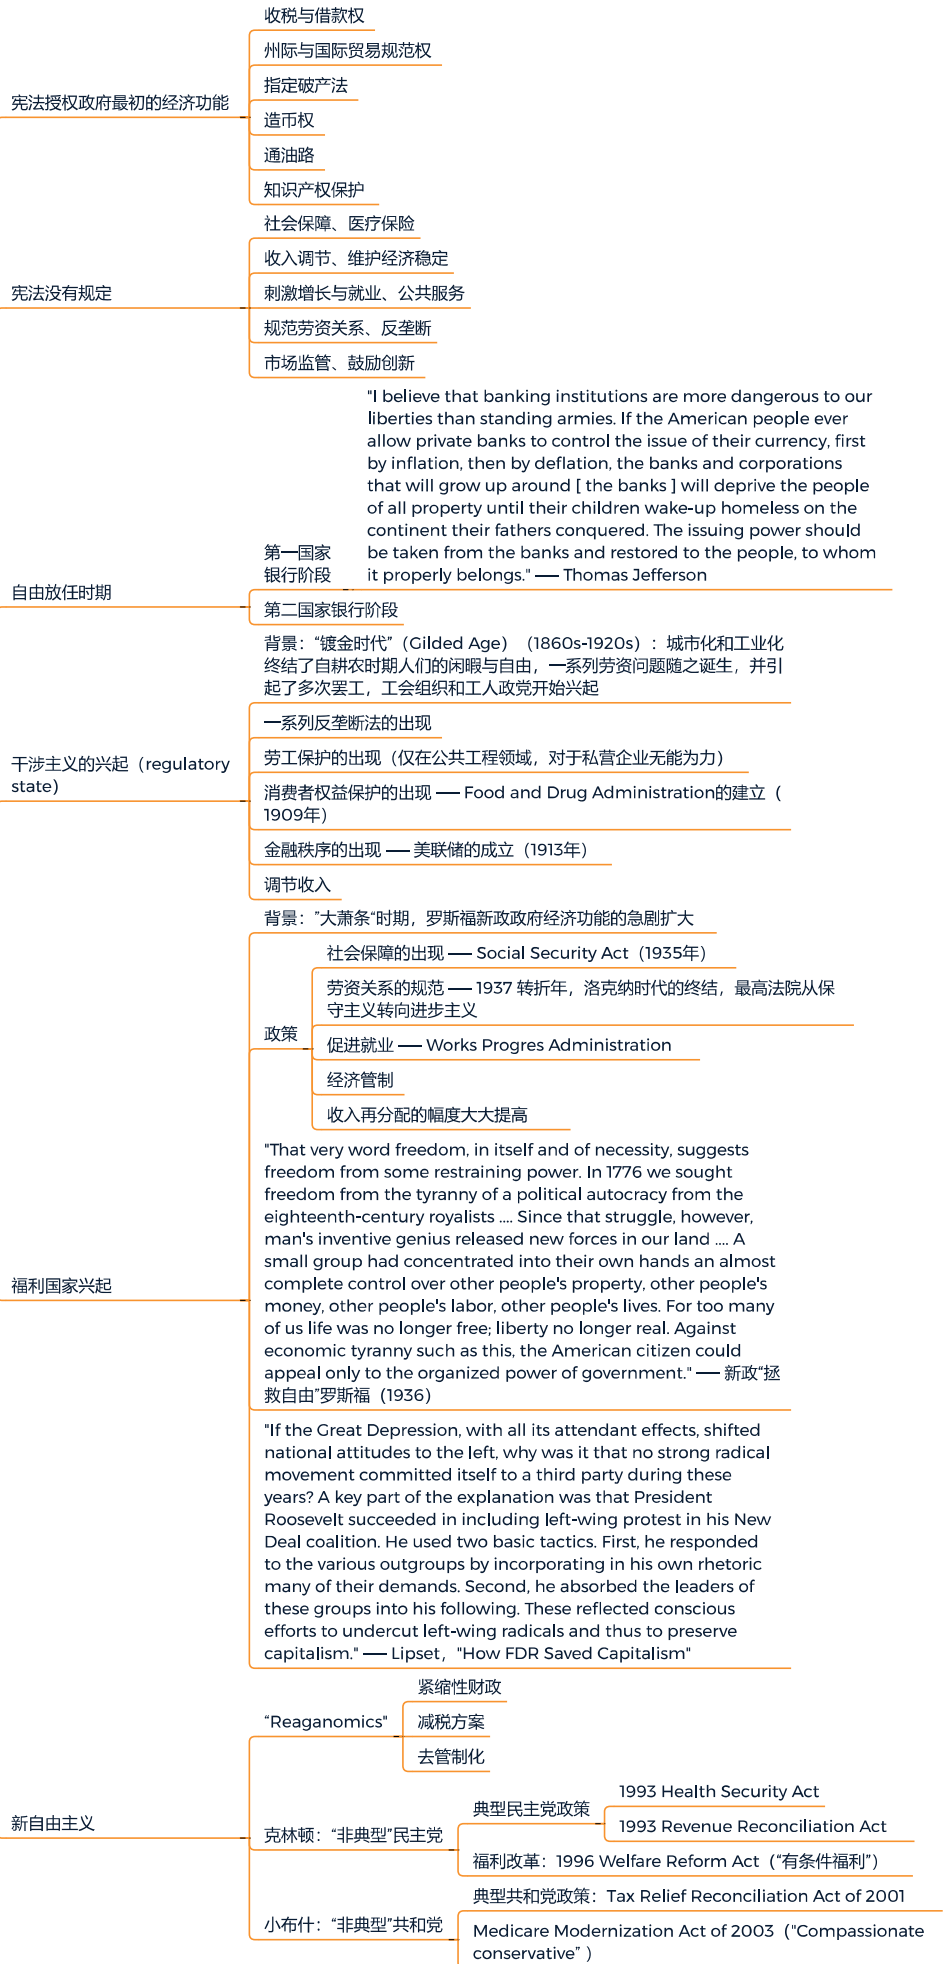 宪法授权政府最初的经济功能
收税与借款权
州际与国际贸易规范权
指定破产法
造币权
通油路
知识产权保护
宪法没有规定
社会保障、医疗保险
收入调节、维护经济稳定
刺激增长与就业、公共服务
规范劳资关系、反垄断
市场监管、鼓励创新
自由放任时期
第一国家
银行阶段
"I believe that banking institutions are more dangerous to our
liberties than standing armies. If the American people ever
allow private banks to control the issue of their currency, first
by inflation, then by deflation, the banks and corporations
that will grow up around [ the banks ] will deprive the people
of all property until their children wake-up homeless on the
continent their fathers conquered. The issuing power should
be taken from the banks and restored to the people, to whom
it properly belongs." —— Thomas Jefferson
第二国家银行阶段
干涉主义的兴起（regulatory
state）
背景：“镀金时代”（Gilded Age）（1860s-1920s）：城市化和工业化
终结了自耕农时期人们的闲暇与自由，一系列劳资问题随之诞生，并引
起了多次罢工，工会组织和工人政党开始兴起
一系列反垄断法的出现
劳工保护的出现（仅在公共工程领域，对于私营企业无能为力）
消费者权益保护的出现 —— Food and Drug Administration的建立（
1909年）
金融秩序的出现 —— 美联储的成立（1913年）
调节收入
福利国家兴起
背景：”大萧条“时期，罗斯福新政政府经济功能的急剧扩大
政策
社会保障的出现 —— Social Security Act（1935年）
劳资关系的规范 —— 1937 转折年，洛克纳时代的终结，最高法院从保
守主义转向进步主义
促进就业 —— Works Progres Administration
经济管制
收入再分配的幅度大大提高
"That very word freedom, in itself and of necessity, suggests
freedom from some restraining power. In 1776 we sought
freedom from the tyranny of a political autocracy from the
eighteenth-century royalists .... Since that struggle, however,
man's inventive genius released new forces in our land .... A
small group had concentrated into their own hands an almost
complete control over other people's property, other people's
money, other people's labor, other people's lives. For too many
of us life was no longer free; liberty no longer real. Against
economic tyranny such as this, the American citizen could
appeal only to the organized power of government." —— 新政“拯
救自由”罗斯福（1936）
"If the Great Depression, with all its attendant effects, shifted
national attitudes to the left, why was it that no strong radical
movement committed itself to a third party during these
years? A key part of the explanation was that President
Roosevelt succeeded in including left-wing protest in his New
Deal coalition. He used two basic tactics. First, he responded
to the various outgroups by incorporating in his own rhetoric
many of their demands. Second, he absorbed the leaders of
these groups into his following. These reflected conscious
efforts to undercut left-wing radicals and thus to preserve
capitalism." —— Lipset，"How FDR Saved Capitalism"
新自由主义
“Reaganomics"
紧缩性财政
减税方案
去管制化
克林顿：“非典型”民主党
典型民主党政策
1993 Health Security Act
1993 Revenue Reconciliation Act
福利改革：1996 Welfare Reform Act（“有条件福利”）
小布什：“非典型”共和党
典型共和党政策：Tax Relief Reconciliation Act of 2001
Medicare Modernization Act of 2003（"Compassionate
conservative”）